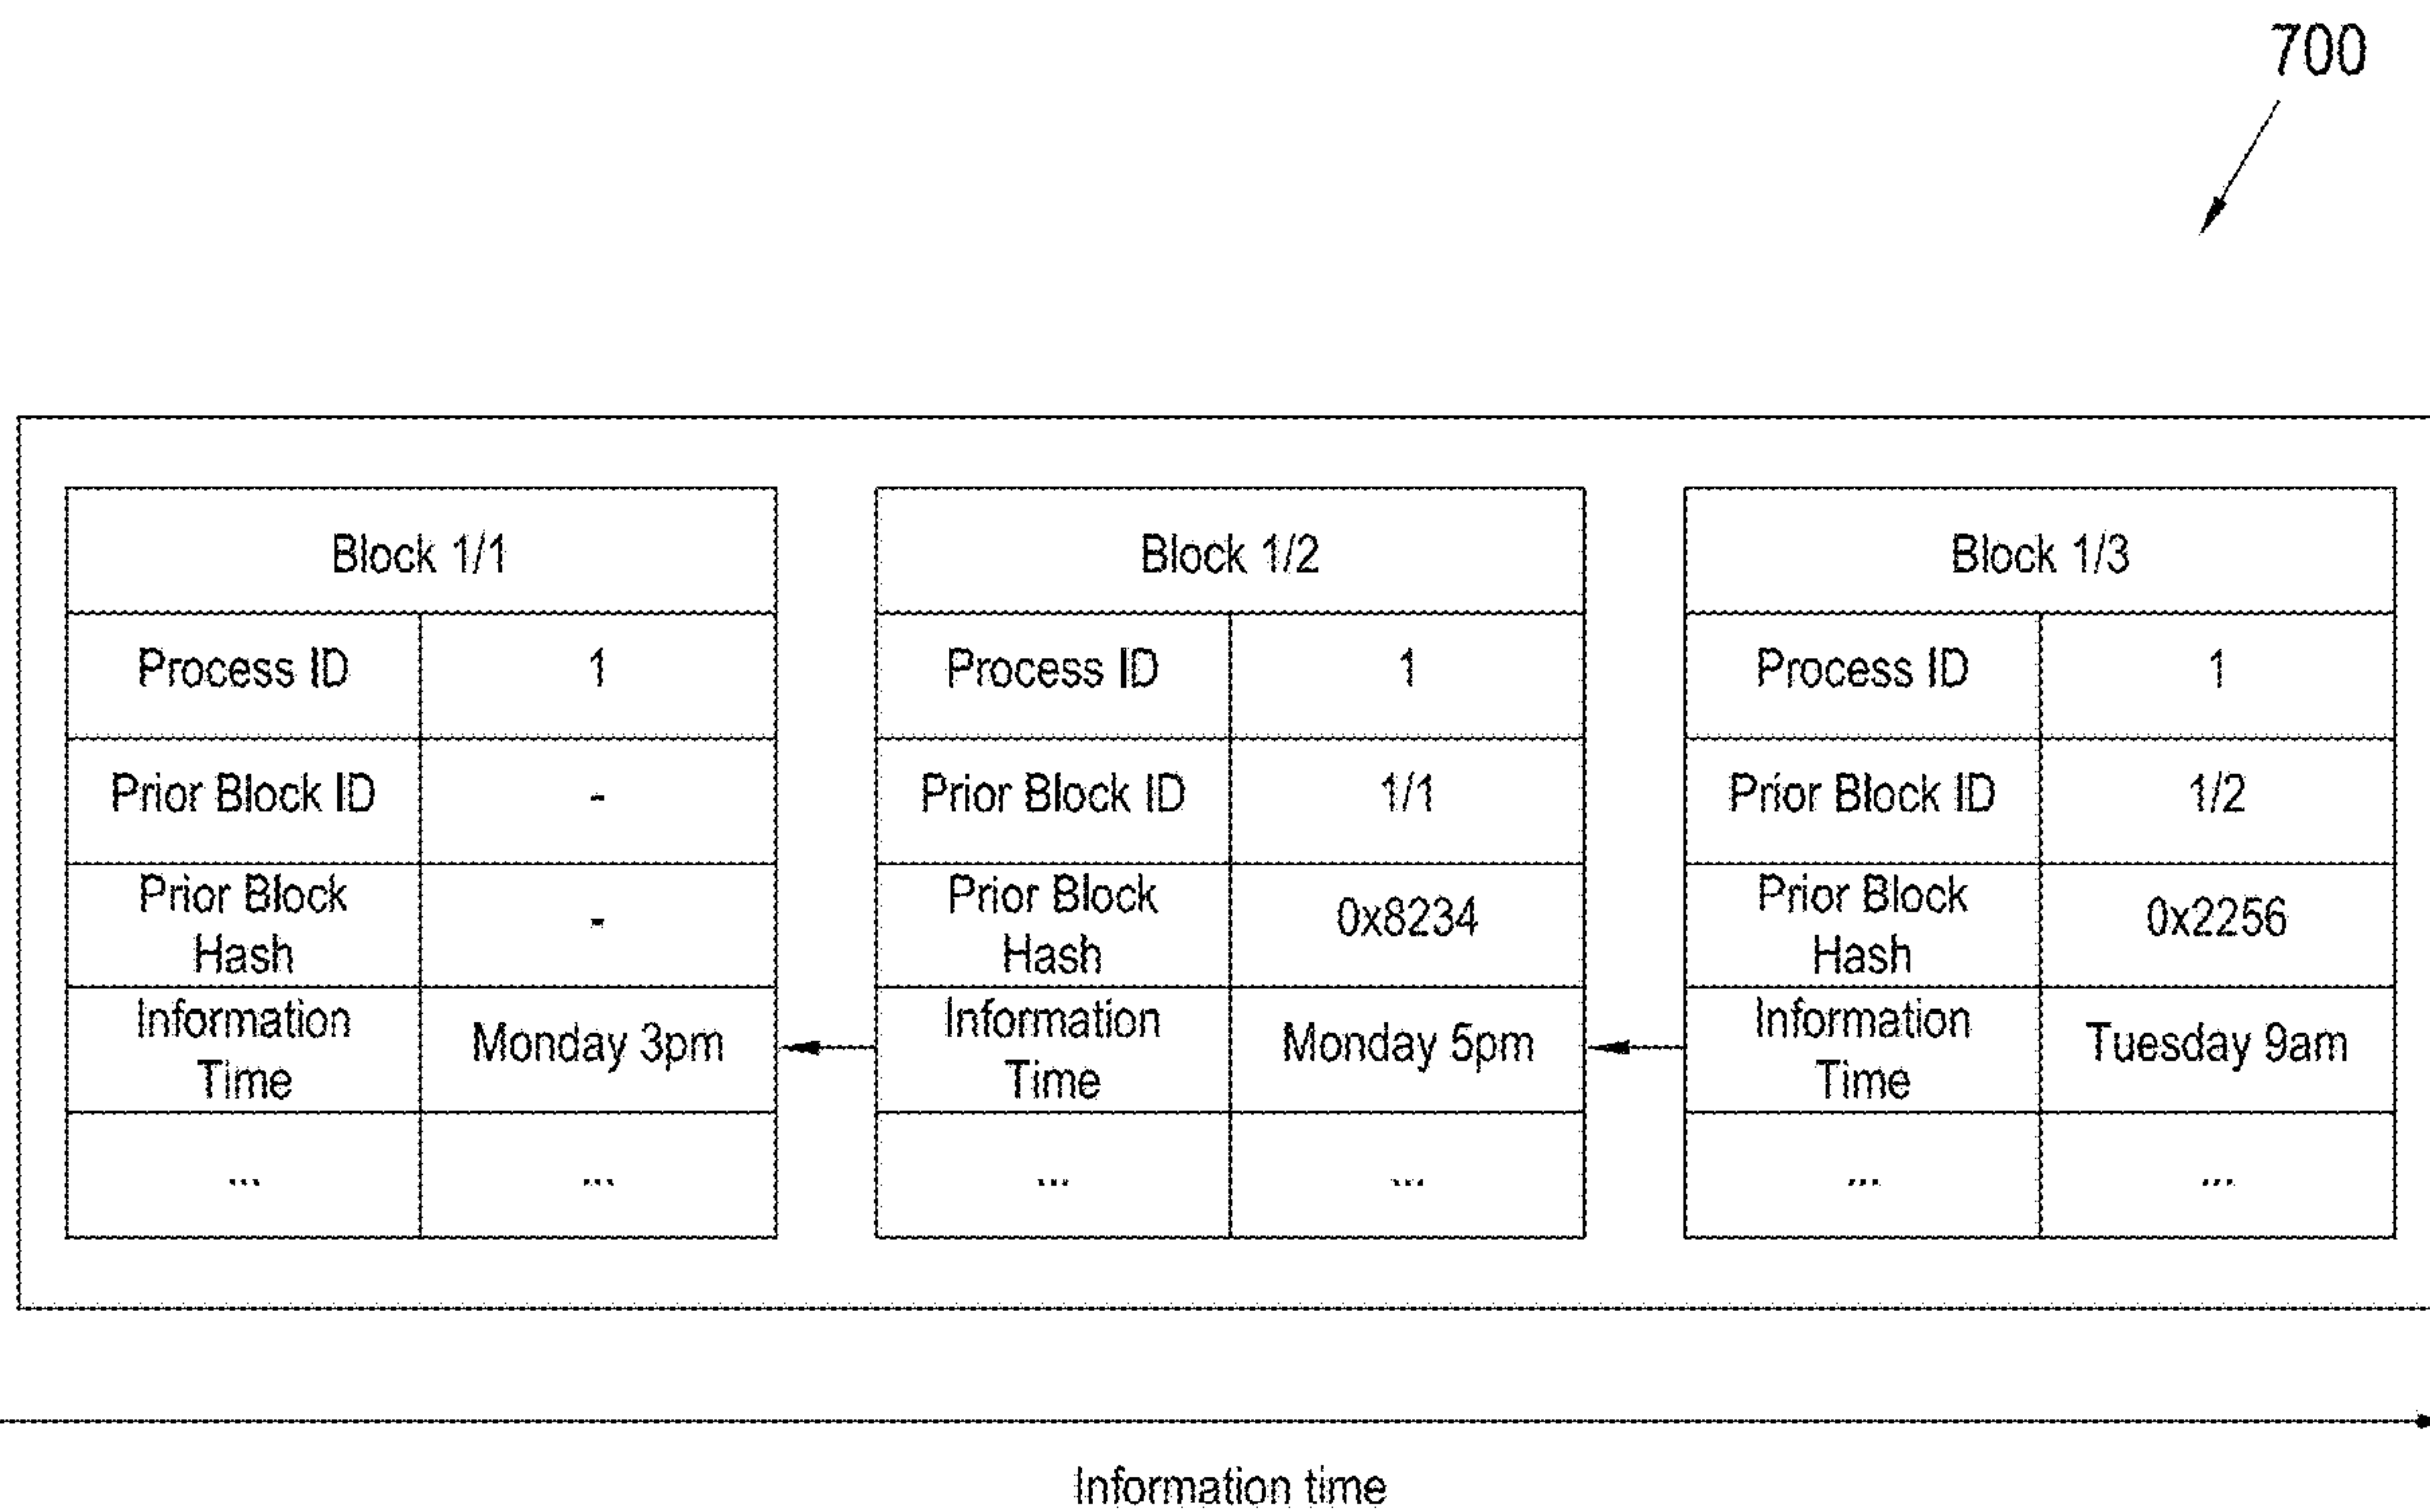 700
Block 1/1
Process ID 1
Prior Block ID -
Prior Block
Hash
-
Information
Time
Monday 3pm
... ...
Block 1/2
Process ID 1
Prior Block ID 1/1
Prior Block
Hash
0x8234
Information
Time
Monday 5pm
... ...
Block 1/3
Process ID 1
Prior Block ID 1/2
Prior Block
Hash
0x2256
Information
Time
Tuesday 9am
... ...
Information time